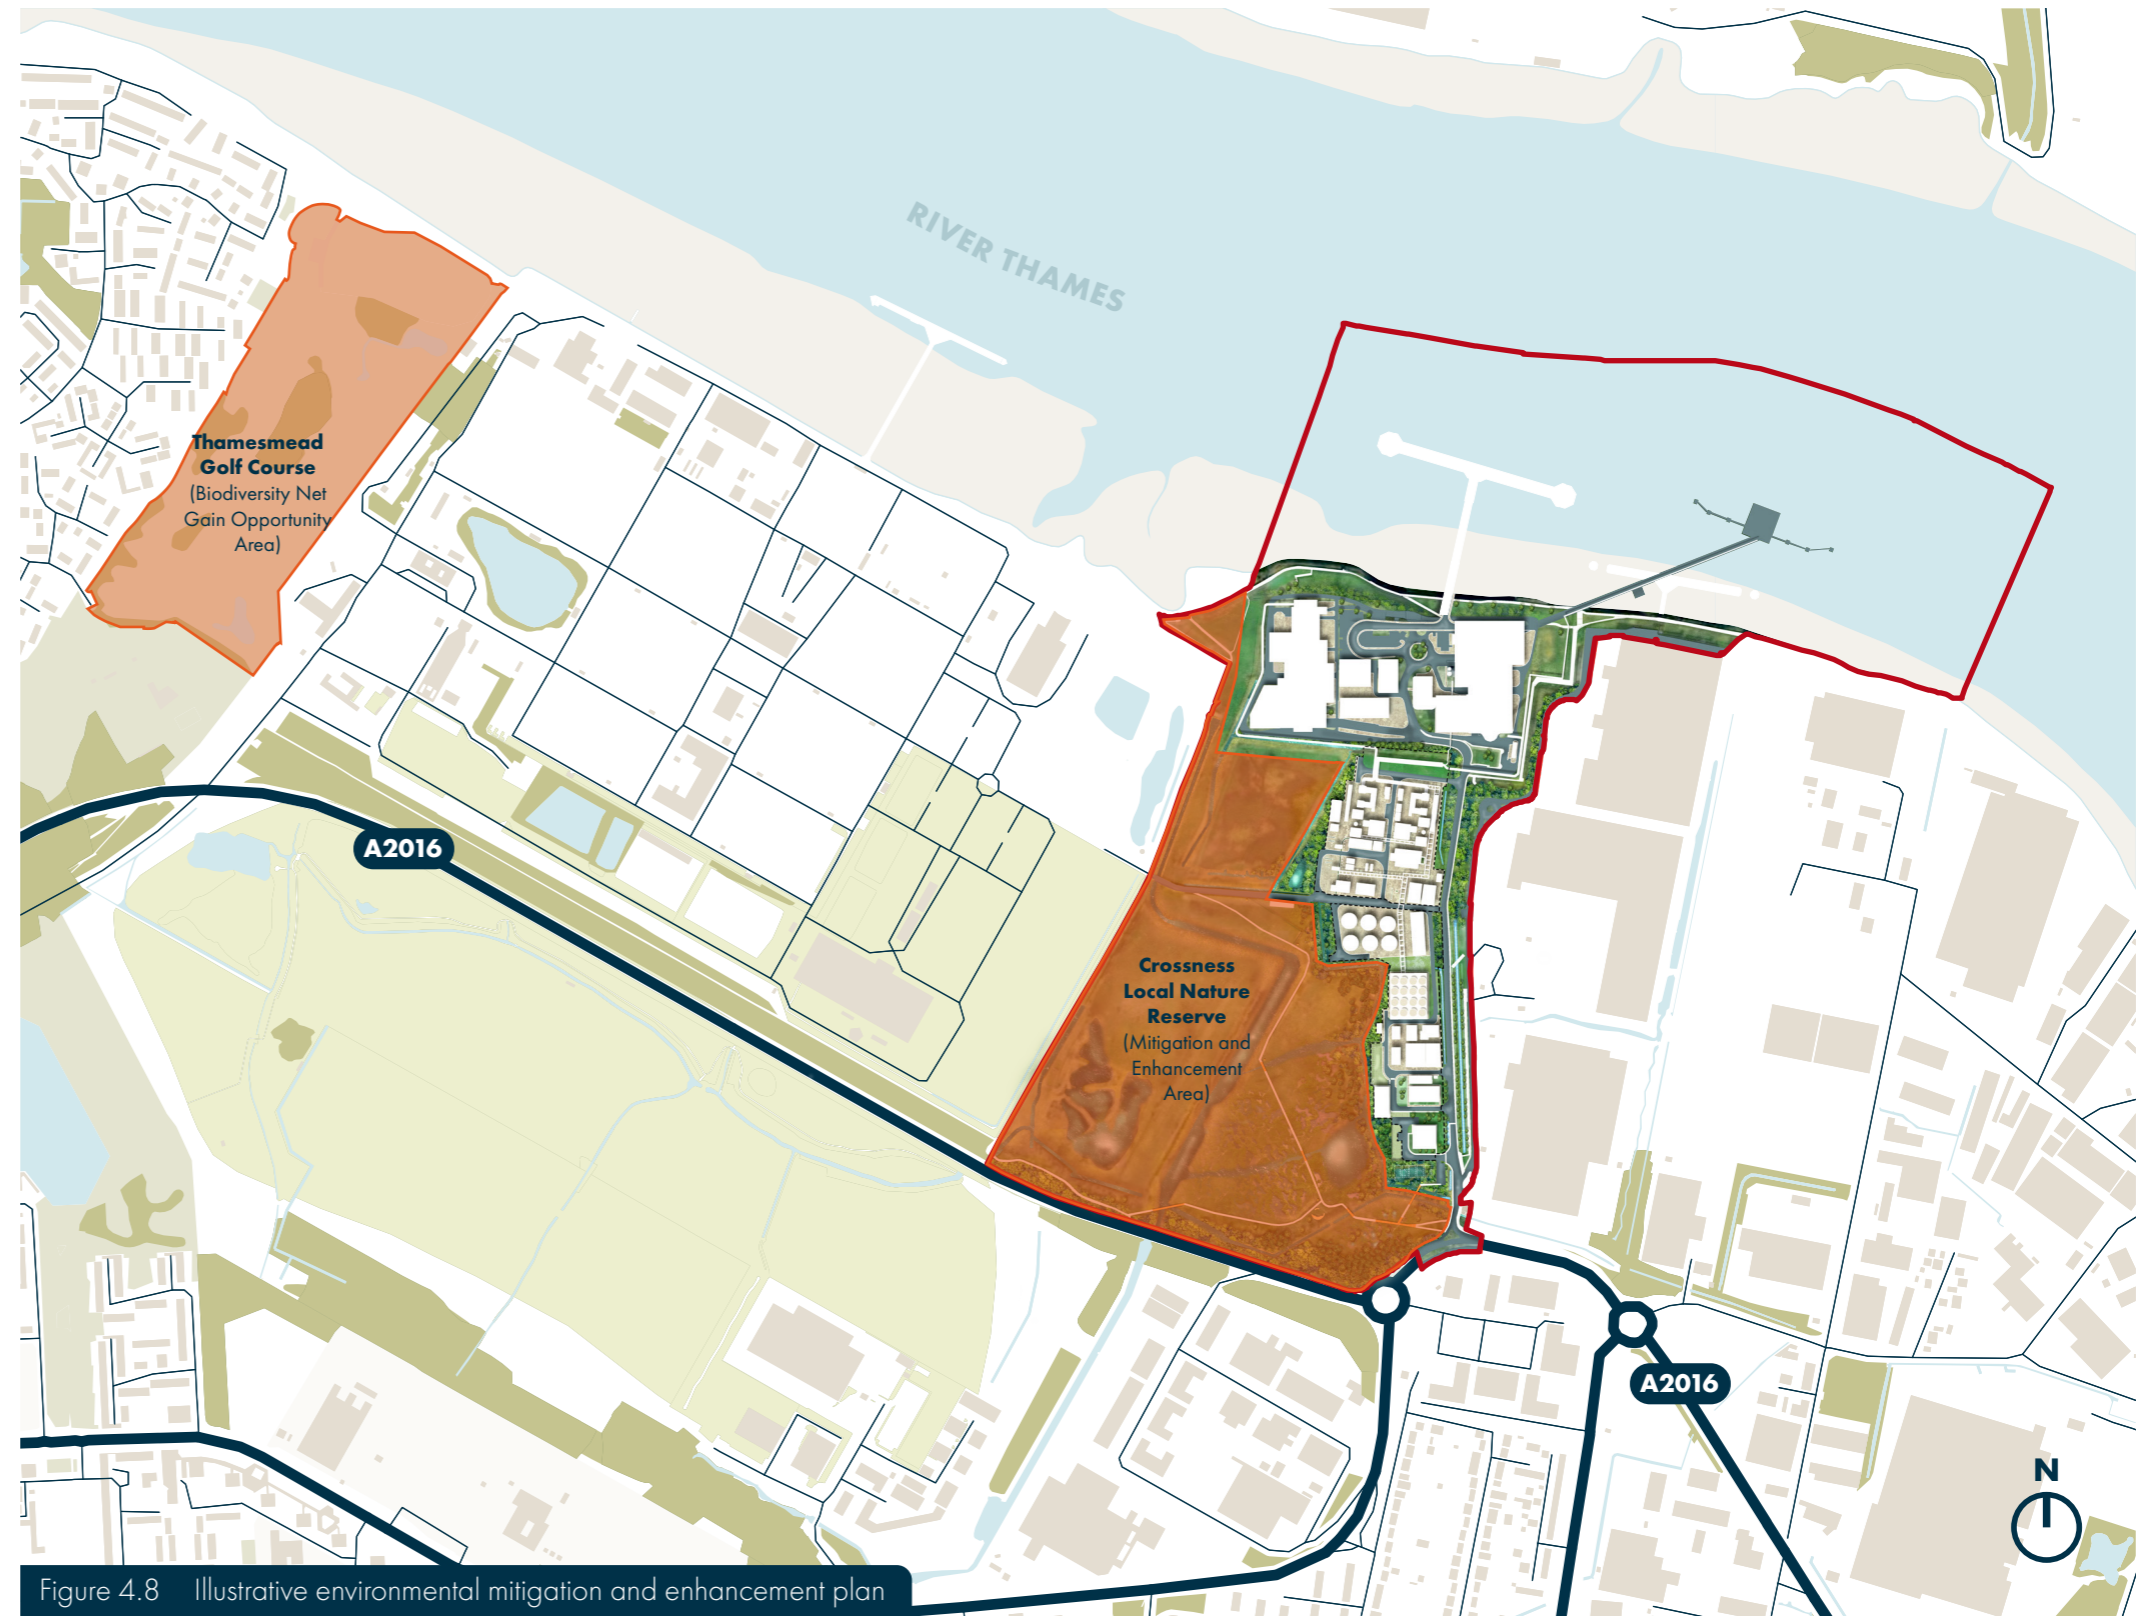 RIVER THAMES
Thamesmead
Golf Course
(Biodiversity Net
Gain Opportunity
Area)
A2016
Crossness
Local Nature
Reserve
(Mitigation and
Enhancement
Area)
A2016
N
Figure 4.8 Illustrative environmental mitigation and enhancement plan